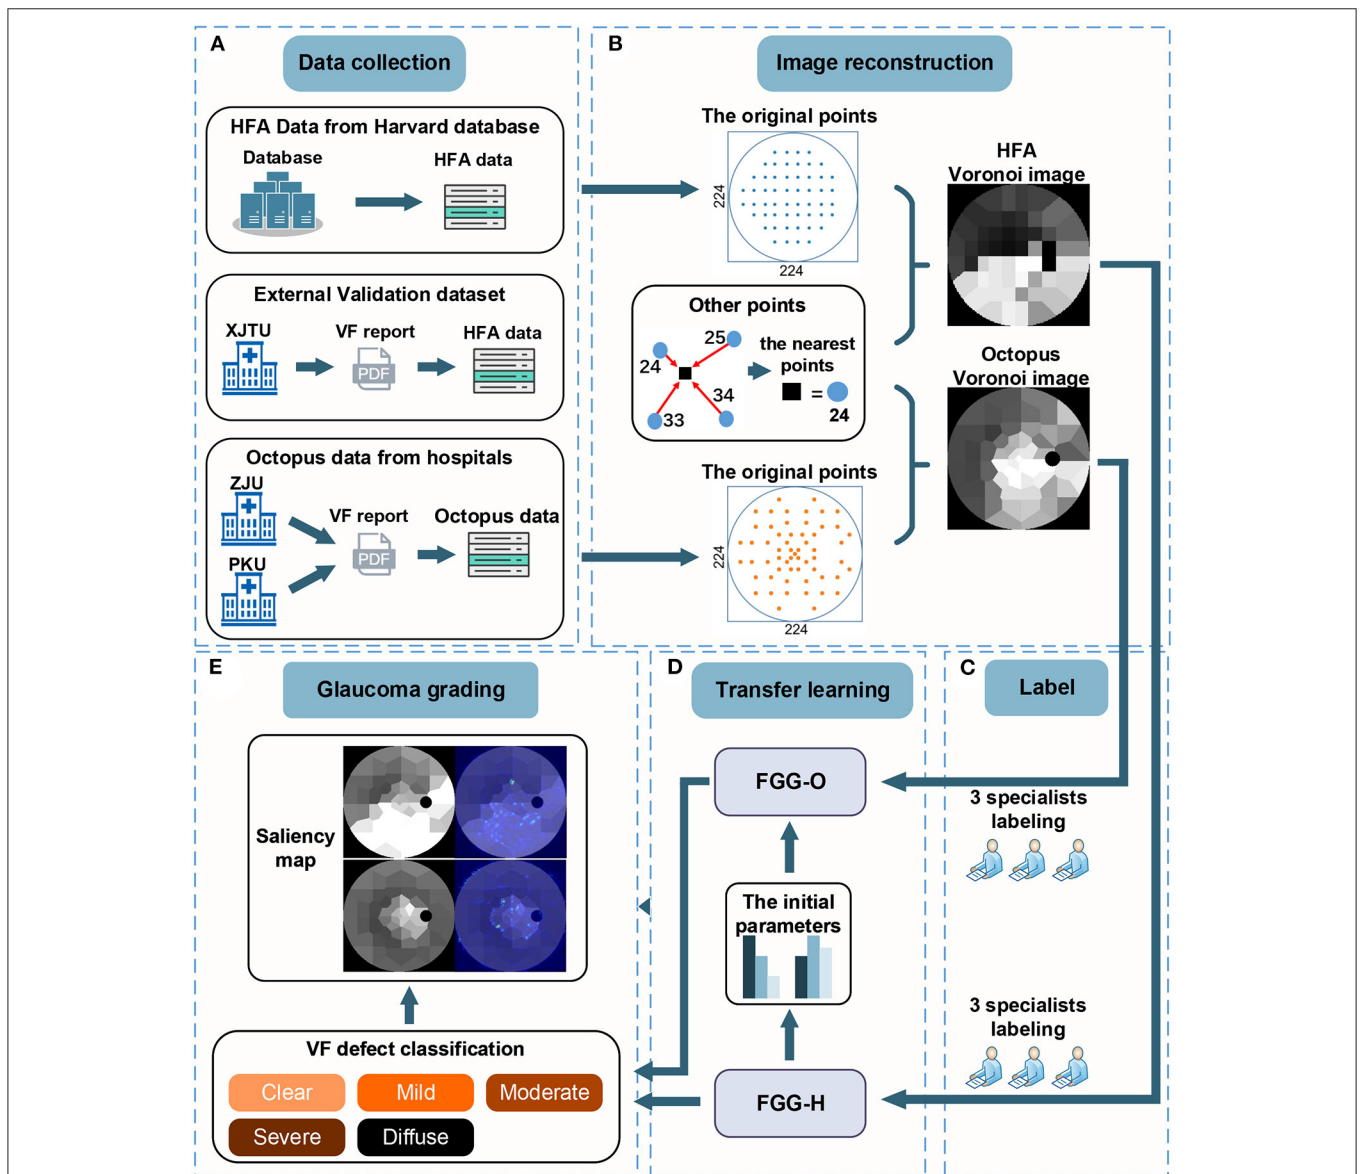 A
Data collection
HFA Data from Harvard database
Database
HFA data
External Validation dataset
XJTU
VF report
HFA data
PDF
Octopus data from hospitals
ZJU
VF report
Octopus data
PDF
PKU
B
Image reconstruction
The original points
224
224
HFA
Voronoi image
Other points
25
24
34
33
the nearest
points
=
24
Octopus
Voronoi image
The original points
224
224
C
Label
3 specialists
labeling
3 specialists
labeling
D
Transfer learning
FGG-O
The initial
parameters
FGG-H
E
Glaucoma grading
Saliency
map
VF defect classification
Clear
Mild
Moderate
Severe
Diffuse